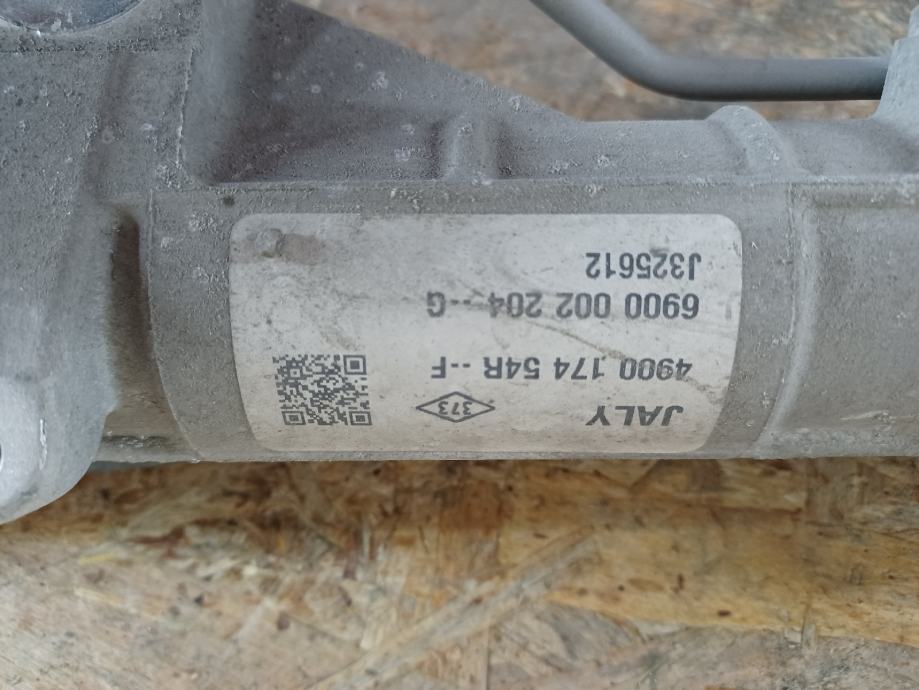 JALY 373
4900 174 54R --F
6900 002 204 --G
J325612